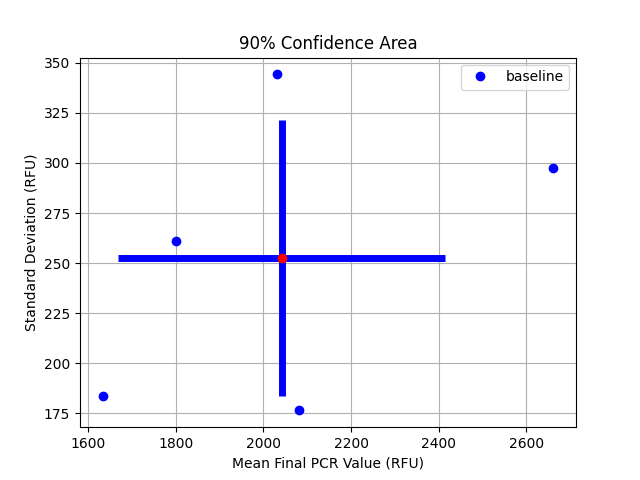 90% Confidence Area
baseline
350
325
300
275
250
225
200
175
Standard Deviation (RFU)
1600 1800 2000 2200 2400 2600
Mean Final PCR Value (RFU)